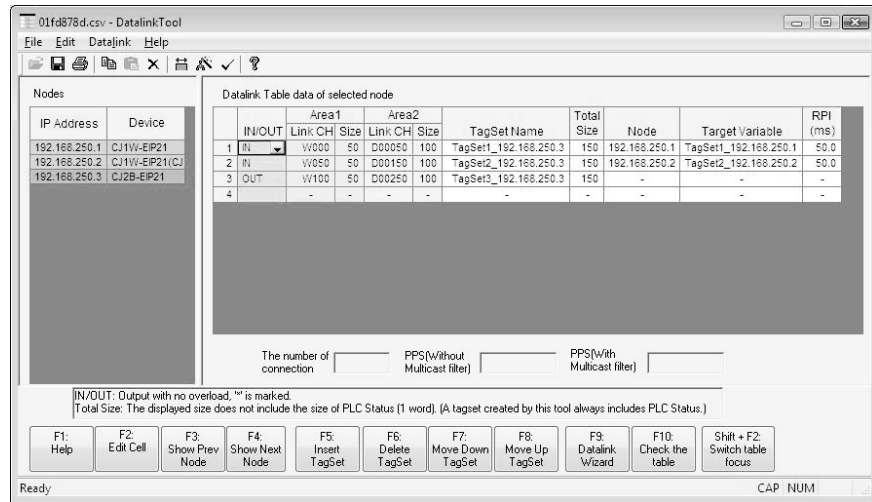 01fd878d.csv - DatalinkTool
File Edit Datalink Help
Nodes
IP Address Device
192.168.250.1 CJ1W-EIP21
192.168.250.2 CJ1W-EIP21(CJ
192.168.250.3 CJ2B-EIP21
Datalink Table data of selected node
Area1 Area2 Total RPI
IN/OUT Link CH Size Link CH Size TagSet Name Size Node Target Variable (ms)
1 IN W000 50 D00050 100 TagSet1_192.168.250.3 150 192.168.250.1 TagSet1_192.168.250.1 50.0
2 IN W050 50 D00150 100 TagSet2_192.168.250.3 150 192.168.250.2 TagSet2_192.168.250.2 50.0
3 OUT W100 50 D00250 100 TagSet3_192.168.250.3 150 - - -
4 - - - - - - - - -
The number of connection PPS(Without Multicast filter) PPS(With Multicast filter)
IN/OUT: Output with no overload, '*' is marked.
Total Size: The displayed size does not include the size of PLC Status (1 word). (A tagset created by this tool always includes PLC Status.)
F1: Help
F2: Edit Cell
F3: Show Prev Node
F4: Show Next Node
F5: Insert TagSet
F6: Delete TagSet
F7: Move Down TagSet
F8: Move Up TagSet
F9: Datalink Wizard
F10: Check the table
Shift + F2: Switch table focus
Ready CAP NUM